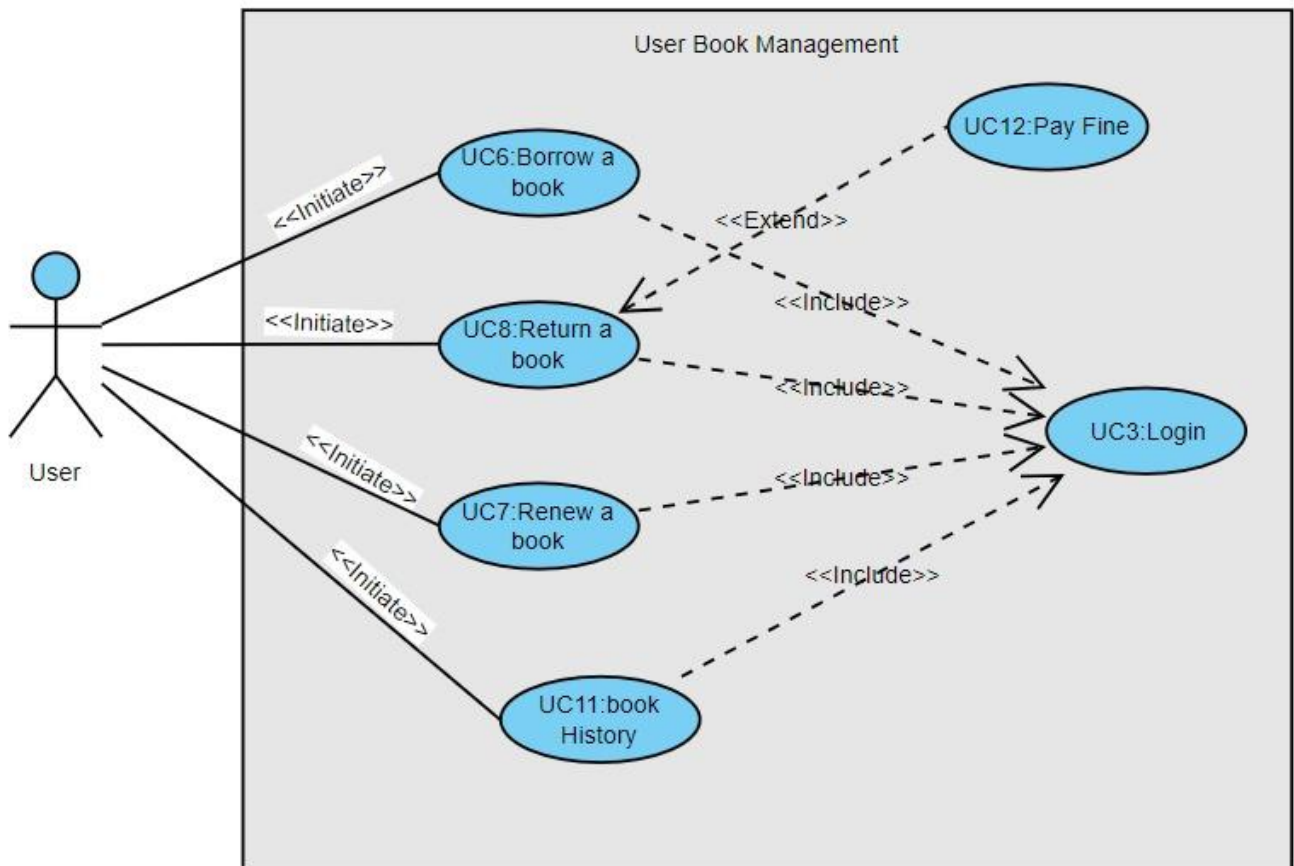 User Book Management
UC12:Pay Fine
UC6:Borrow a
book
<<Initiate>>
<<Extend>>
<<Include>>
<<Initiate>>
UC8:Return a
book
<<Include>>
UC3:Login
User
<<Initiate>>
<<Include>>
UC7:Renew a
book
<<Initiate>>
<<Include>>
UC11:book
History